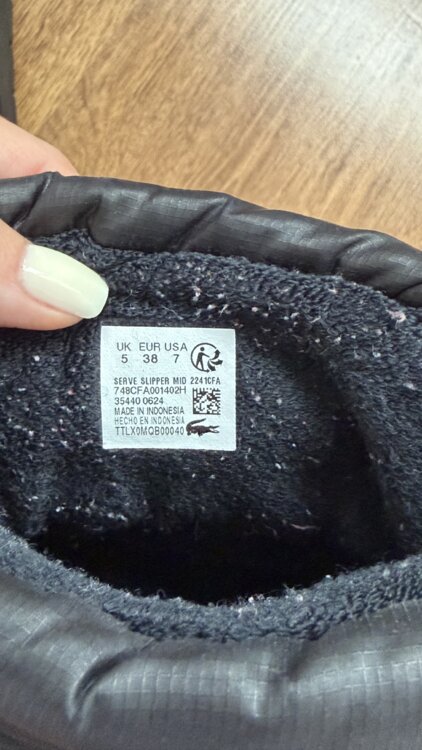 UK EUR USA
5 38 7
SERVE SLIPPER MID 2241CFA
748CFA001402H
35440 0624
MADE IN INDONESIA
HECHO EN INDONESIA
TTLX0MQB00040